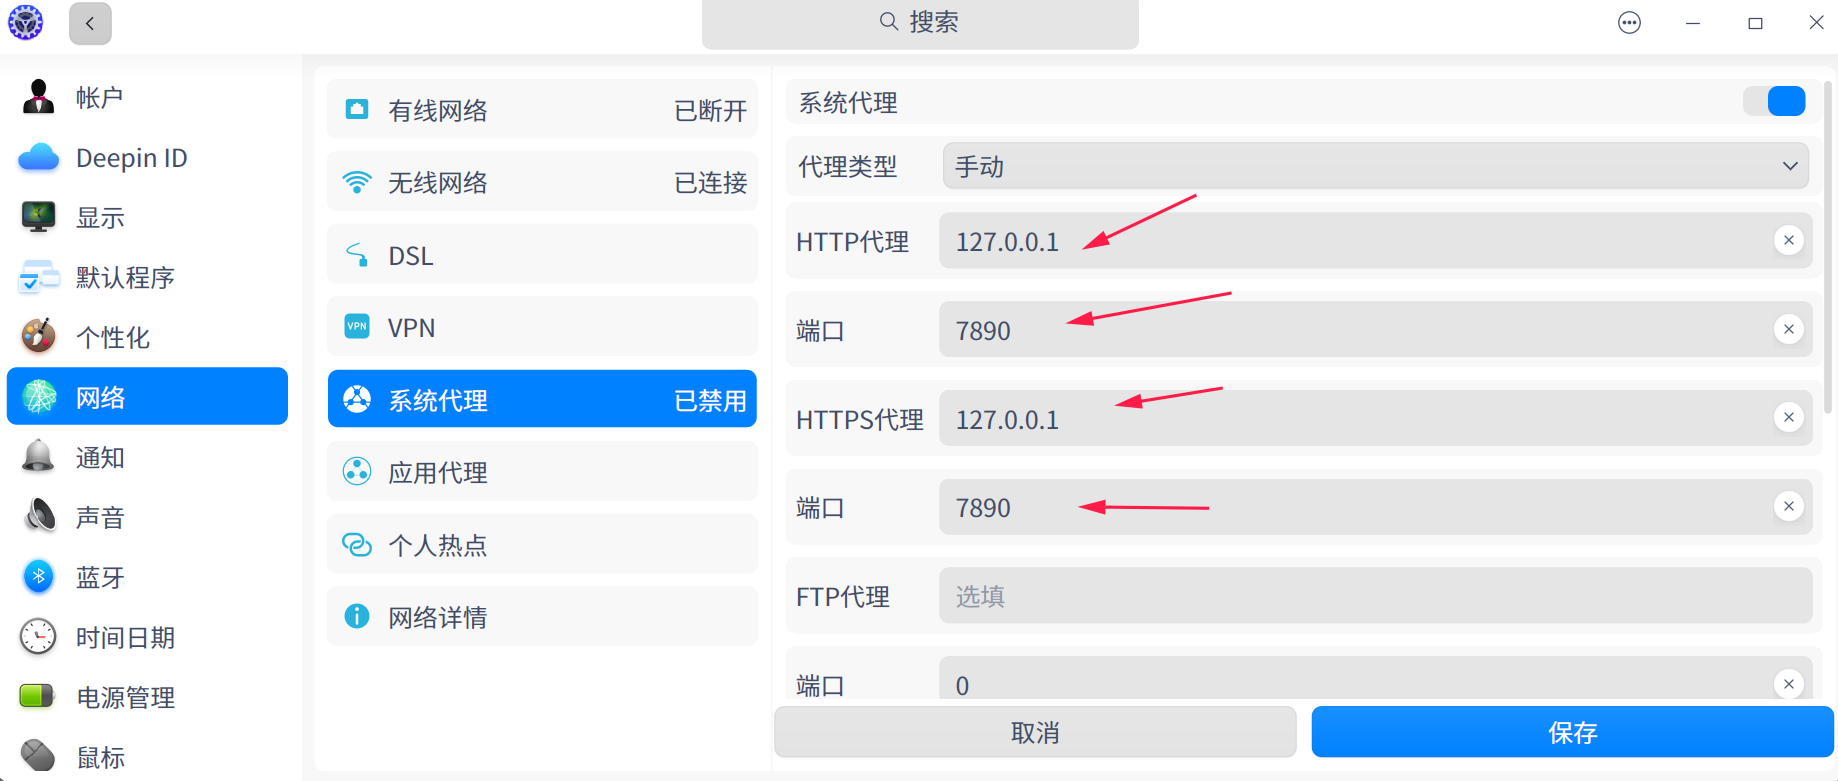 搜索
帐户
Deepin ID
显示
默认程序
个性化
网络
通知
声音
蓝牙
时间日期
电源管理
鼠标
有线网络 已断开
无线网络 已连接
DSL
VPN VPN
系统代理 已禁用
应用代理
个人热点
网络详情
系统代理
代理类型 手动
HTTP代理 127.0.0.1
端口 7890
HTTPS代理 127.0.0.1
端口 7890
FTP代理 选填
端口 0
取消 保存